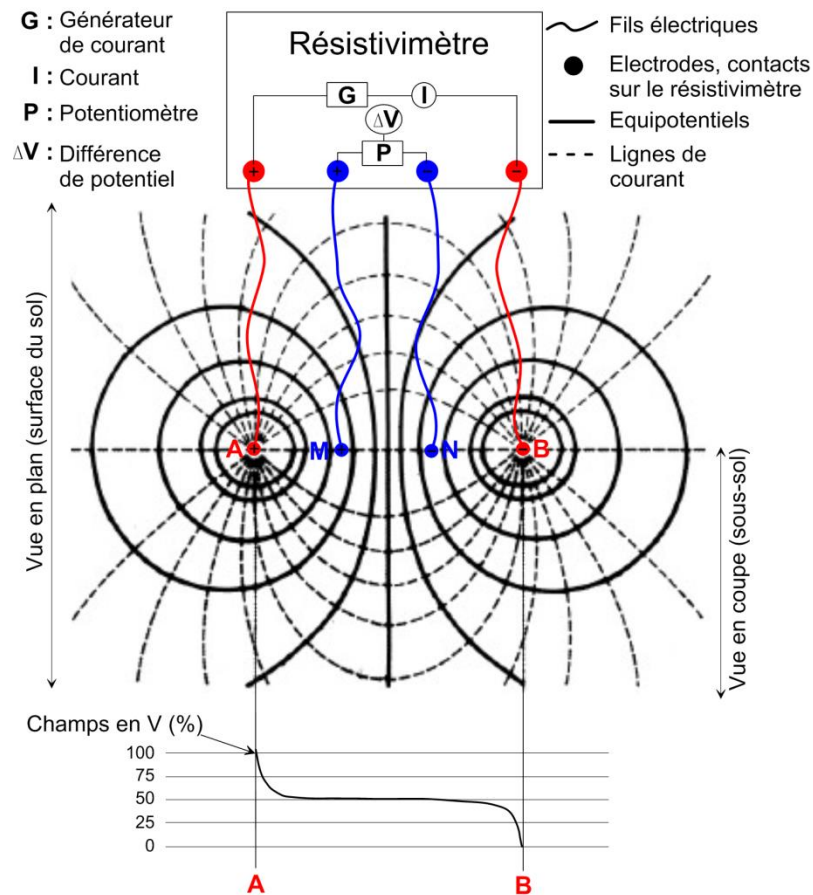 G : Générateur
de courant
I : Courant
P : Potentiomètre
ΔV : Différence
de potentiel
Résistivimètre
G
I
ΔV
P
+
+
−
−
Fils électriques
Electrodes, contacts
sur le résistivimètre
Equipotentiels
Lignes de
courant
Vue en plan (surface du sol)
A
M
N
B
Vue en coupe (sous-sol)
Champs en V (%)
100
75
50
25
0
A
B